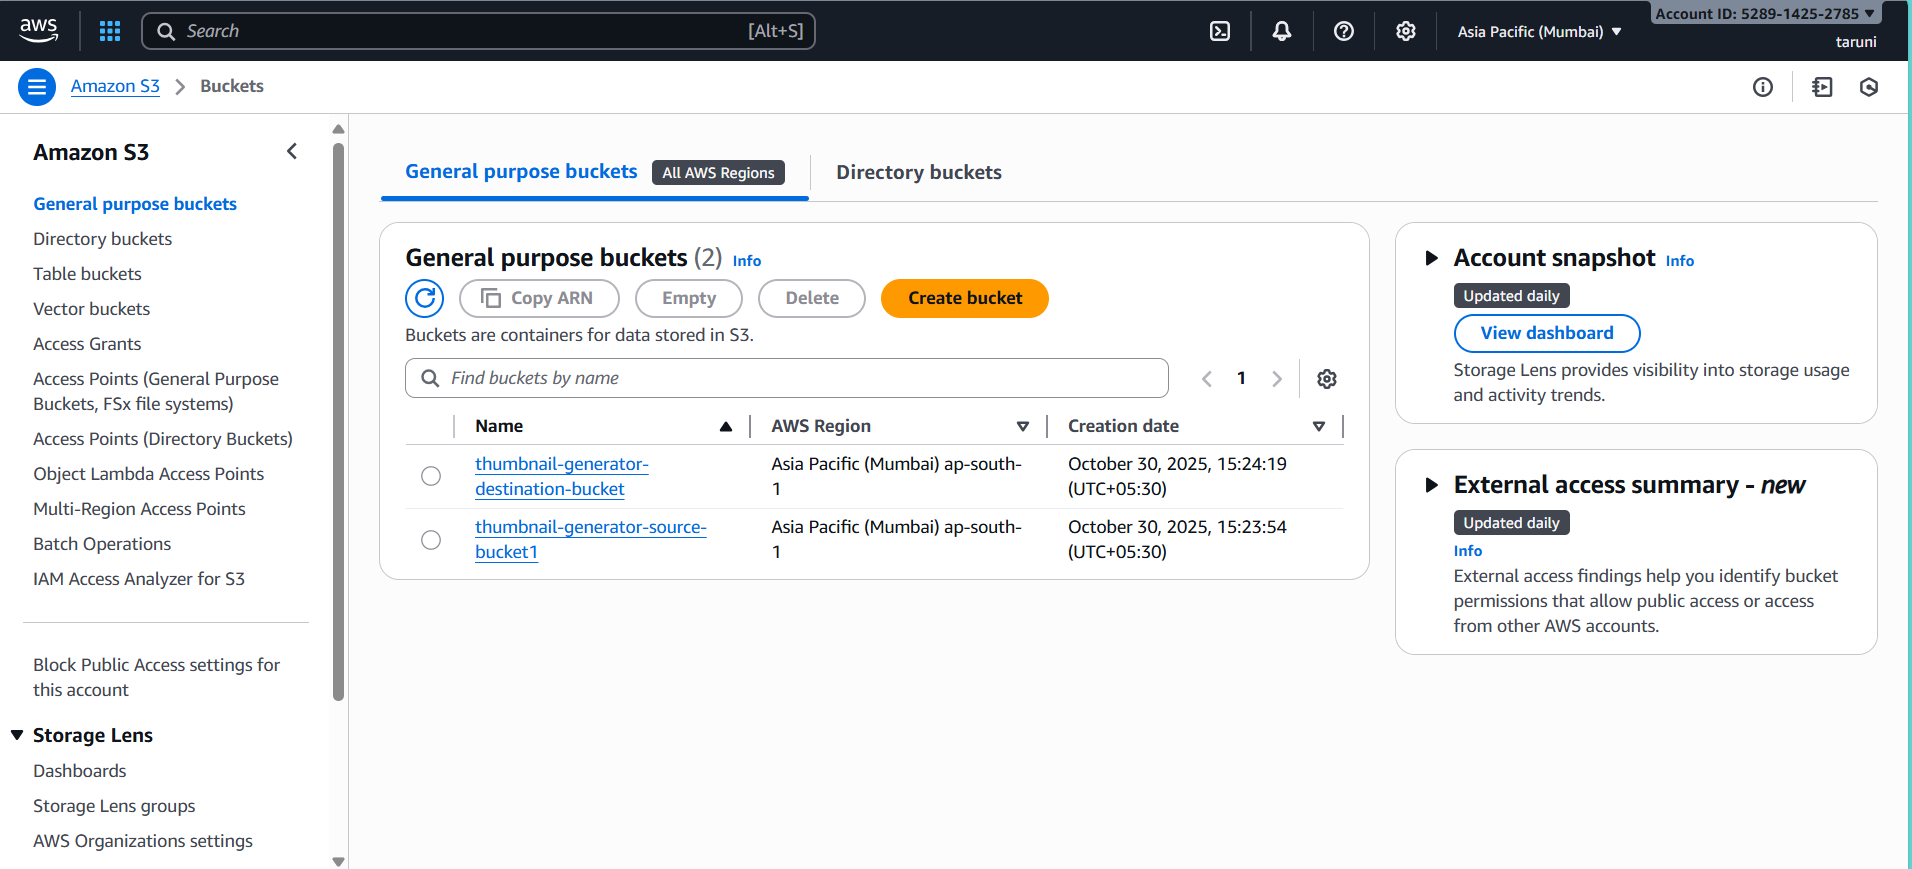 aws
Search
[Alt+S]
Asia Pacific (Mumbai)
Account ID: 5289-1425-2785
taruni
Amazon S3
Buckets
Amazon S3
General purpose buckets
Directory buckets
Table buckets
Vector buckets
Access Grants
Access Points (General Purpose
Buckets, FSx file systems)
Access Points (Directory Buckets)
Object Lambda Access Points
Multi-Region Access Points
Batch Operations
IAM Access Analyzer for S3
Block Public Access settings for
this account
Storage Lens
Dashboards
Storage Lens groups
AWS Organizations settings
General purpose buckets All AWS Regions
Directory buckets
General purpose buckets (2) Info
Copy ARN
Empty
Delete
Create bucket
Buckets are containers for data stored in S3.
Find buckets by name
1
Name
AWS Region
Creation date
thumbnail-generator-
destination-bucket
Asia Pacific (Mumbai) ap-south-
1
October 30, 2025, 15:24:19
(UTC+05:30)
thumbnail-generator-source-
bucket1
Asia Pacific (Mumbai) ap-south-
1
October 30, 2025, 15:23:54
(UTC+05:30)
Account snapshot Info
Updated daily
View dashboard
Storage Lens provides visibility into storage usage
and activity trends.
External access summary - new
Updated daily
Info
External access findings help you identify bucket
permissions that allow public access or access
from other AWS accounts.